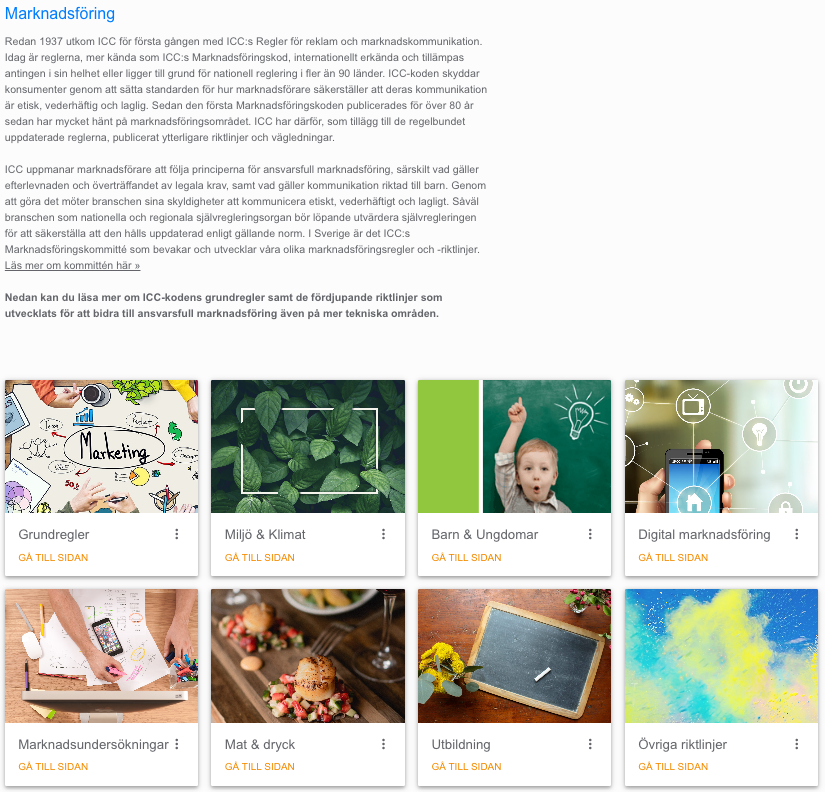 Marknadsföring
Redan 1937 utkom ICC för första gången med ICC:s Regler för reklam och marknadskommunikation.
Idag är reglerna, mer kända som ICC:s Marknadsföringskod, internationellt erkända och tillämpas
antingen i sin helhet eller ligger till grund för nationell reglering i fler än 90 länder. ICC-koden skyddar
konsumenter genom att sätta standarden för hur marknadsförare säkerställer att deras kommunikation
är etisk, vederhäftig och laglig. Sedan den första Marknadsföringskoden publicerades för över 80 år
sedan har mycket hänt på marknadsföringsområdet. ICC har därför, som tillägg till de regelbundet
uppdaterade reglerna, publicerat ytterligare riktlinjer och vägledningar.
ICC uppmanar marknadsförare att följa principerna för ansvarsfull marknadsföring, särskilt vad gäller
efterlevnaden och överträffandet av legala krav, samt vad gäller kommunikation riktad till barn. Genom
att göra det möter branschen sina skyldigheter att kommunicera etiskt, vederhäftigt och lagligt. Såväl
branschen som nationella och regionala självregleringsorgan bör löpande utvärdera självregleringen
för att säkerställa att den hålls uppdaterad enligt gällande norm. I Sverige är det ICC:s
Marknadsföringskommitté som bevakar och utvecklar våra olika marknadsföringsregler och -riktlinjer.
Läs mer om kommittén här »
Nedan kan du läsa mer om ICC-kodens grundregler samt de fördjupande riktlinjer som
utvecklats för att bidra till ansvarsfull marknadsföring även på mer tekniska områden.
Marketing
50%
Grundregler
GÅ TILL SIDAN
Miljö & Klimat
GÅ TILL SIDAN
Barn & Ungdomar
GÅ TILL SIDAN
Digital marknadsföring
GÅ TILL SIDAN
Marknadsundersökningar
GÅ TILL SIDAN
Mat & dryck
GÅ TILL SIDAN
Utbildning
GÅ TILL SIDAN
Övriga riktlinjer
GÅ TILL SIDAN